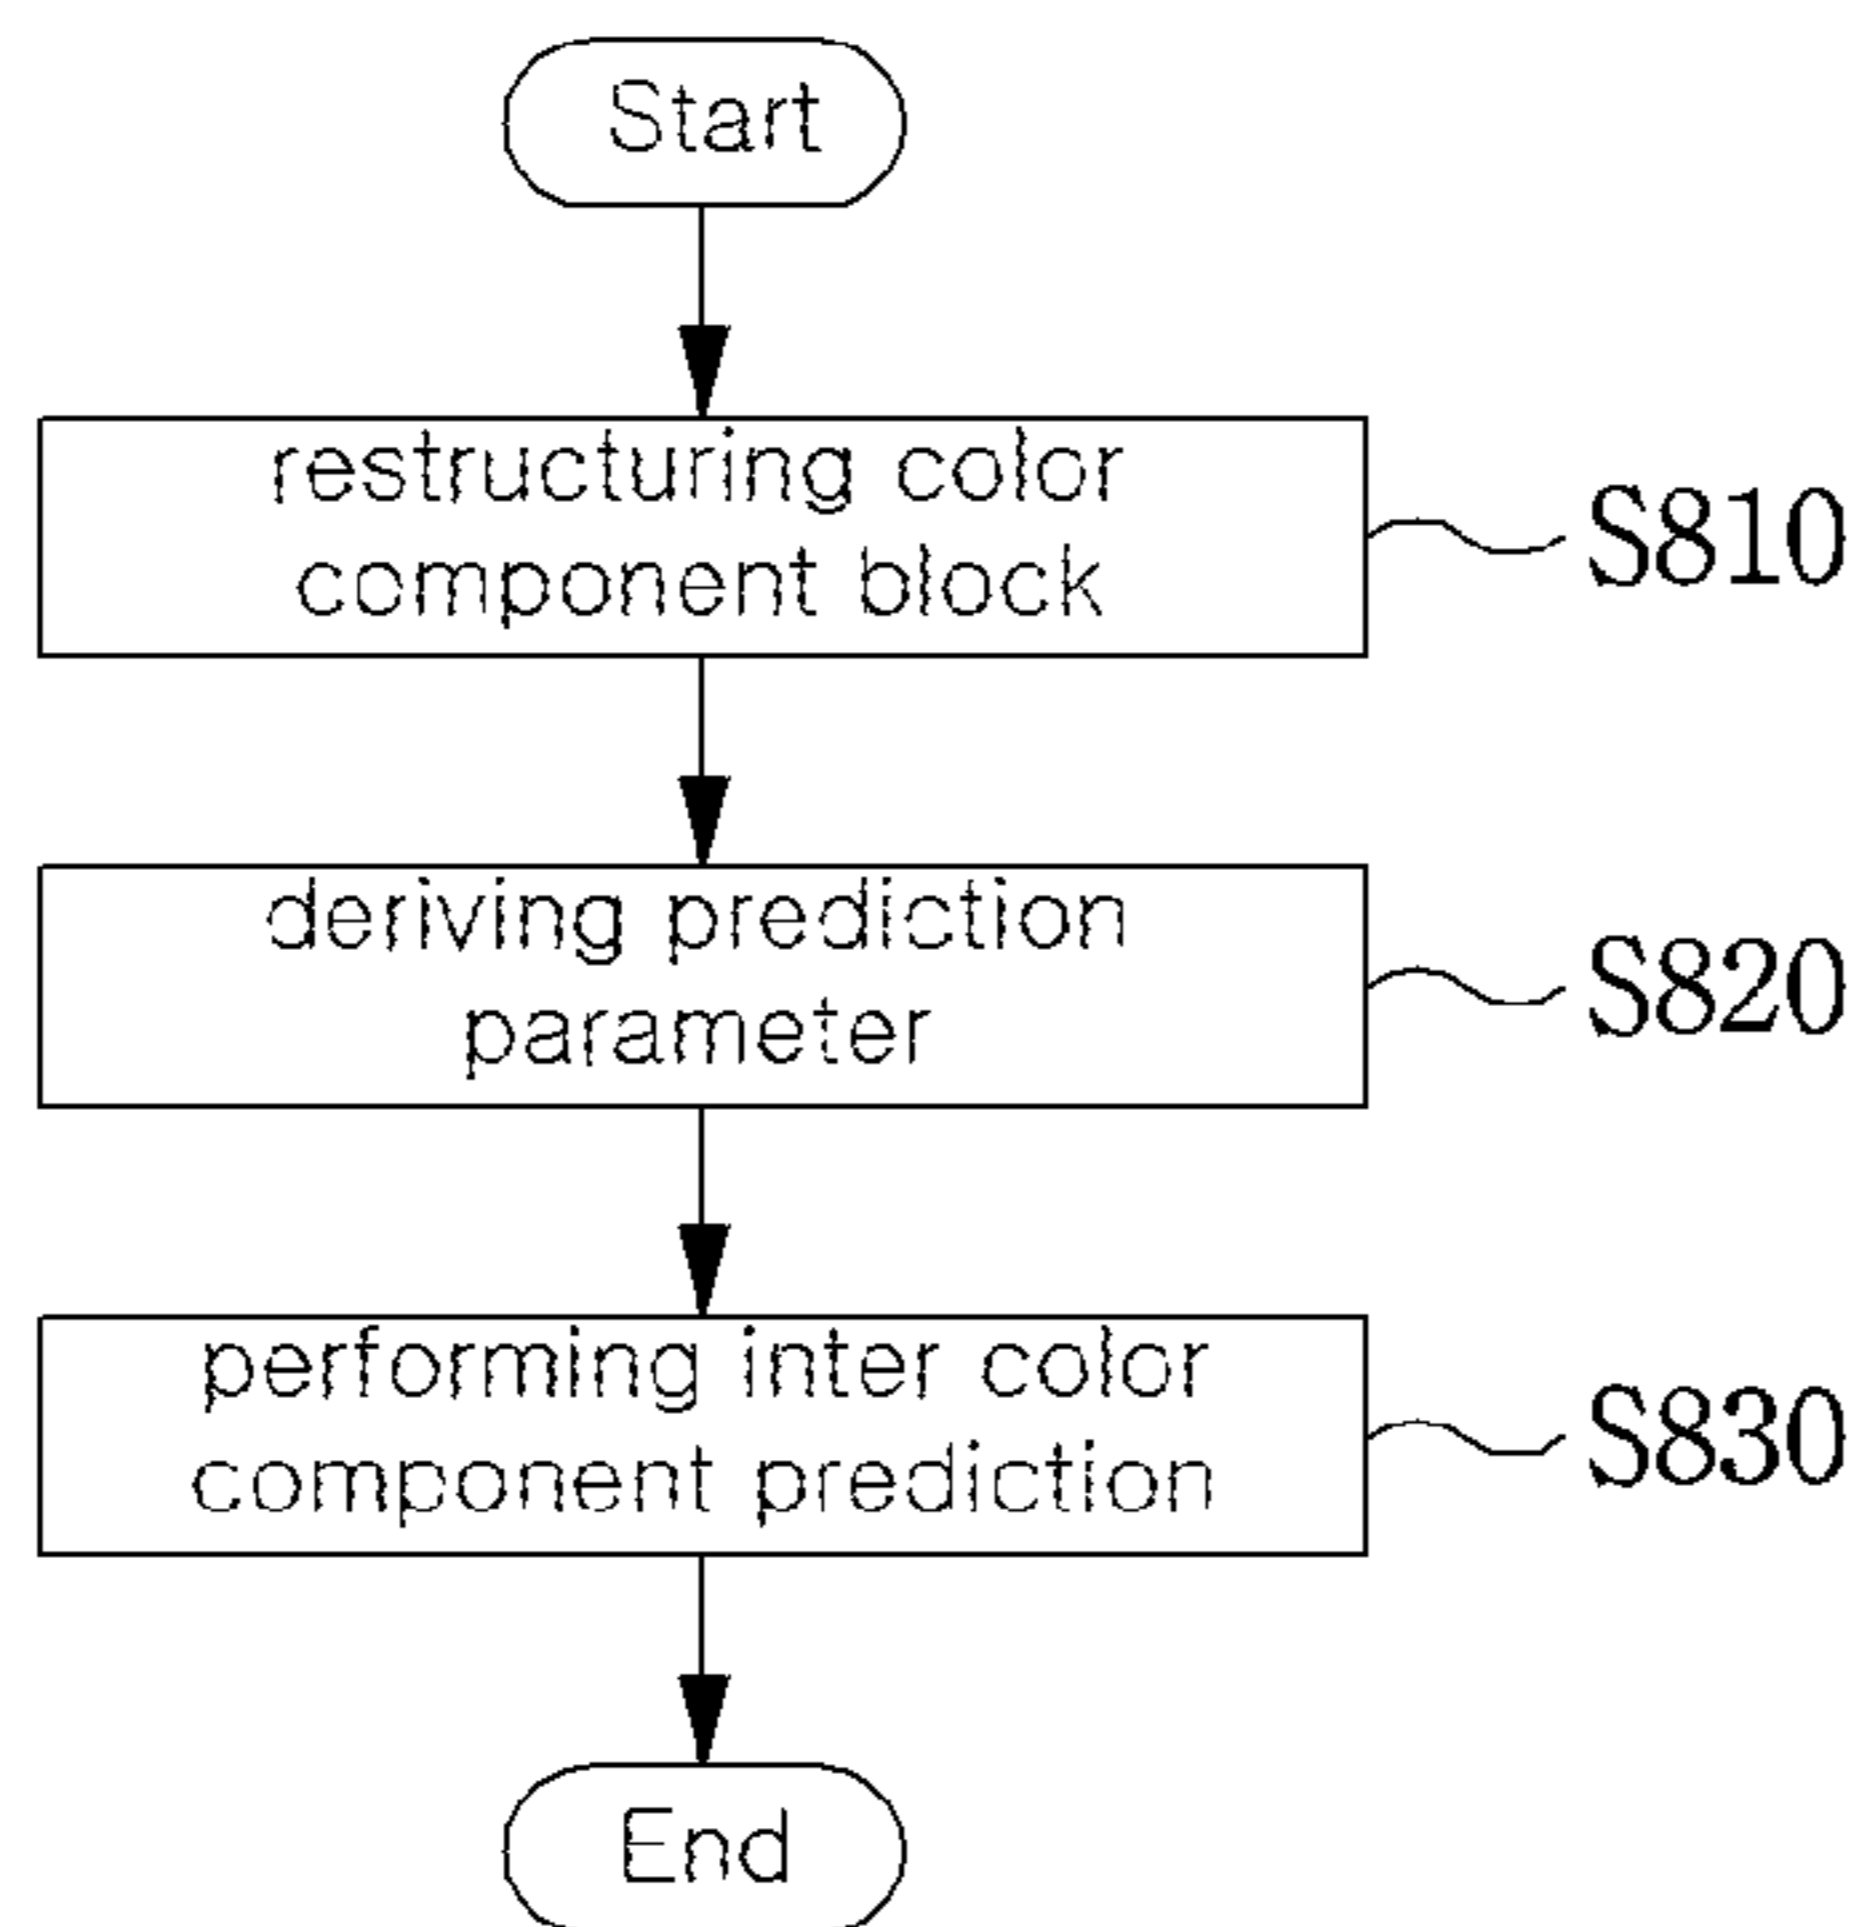 Start
restructuring color
component block
S810
deriving prediction
parameter
S820
performing inter color
component prediction
S830
End